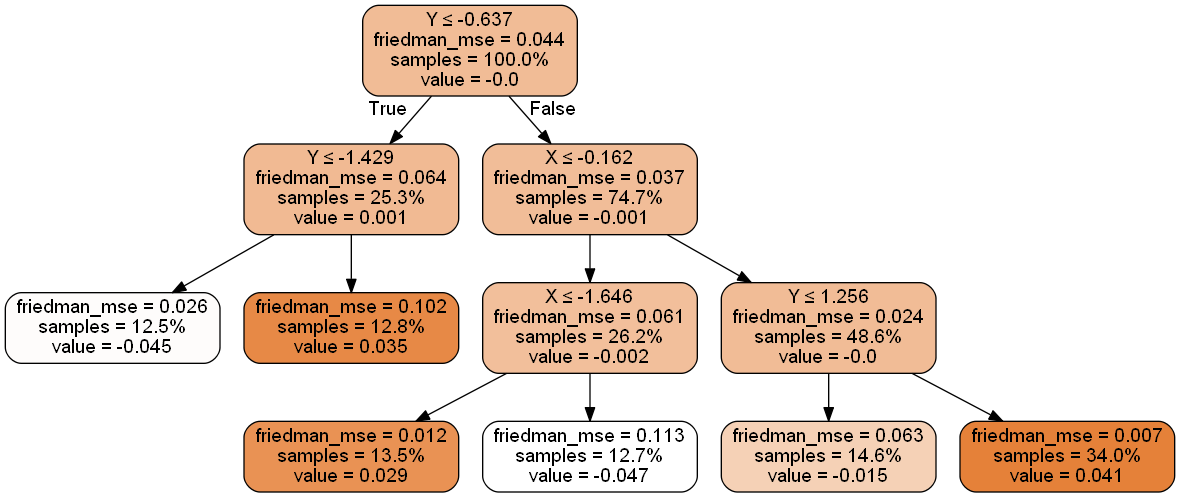 Y ≤ -0.637
friedman_mse = 0.044
samples = 100.0%
value = -0.0
True
False
Y ≤ -1.429
friedman_mse = 0.064
samples = 25.3%
value = 0.001
X ≤ -0.162
friedman_mse = 0.037
samples = 74.7%
value = -0.001
friedman_mse = 0.026
samples = 12.5%
value = -0.045
friedman_mse = 0.102
samples = 12.8%
value = 0.035
X ≤ -1.646
friedman_mse = 0.061
samples = 26.2%
value = -0.002
Y ≤ 1.256
friedman_mse = 0.024
samples = 48.6%
value = -0.0
friedman_mse = 0.012
samples = 13.5%
value = 0.029
friedman_mse = 0.113
samples = 12.7%
value = -0.047
friedman_mse = 0.063
samples = 14.6%
value = -0.015
friedman_mse = 0.007
samples = 34.0%
value = 0.041